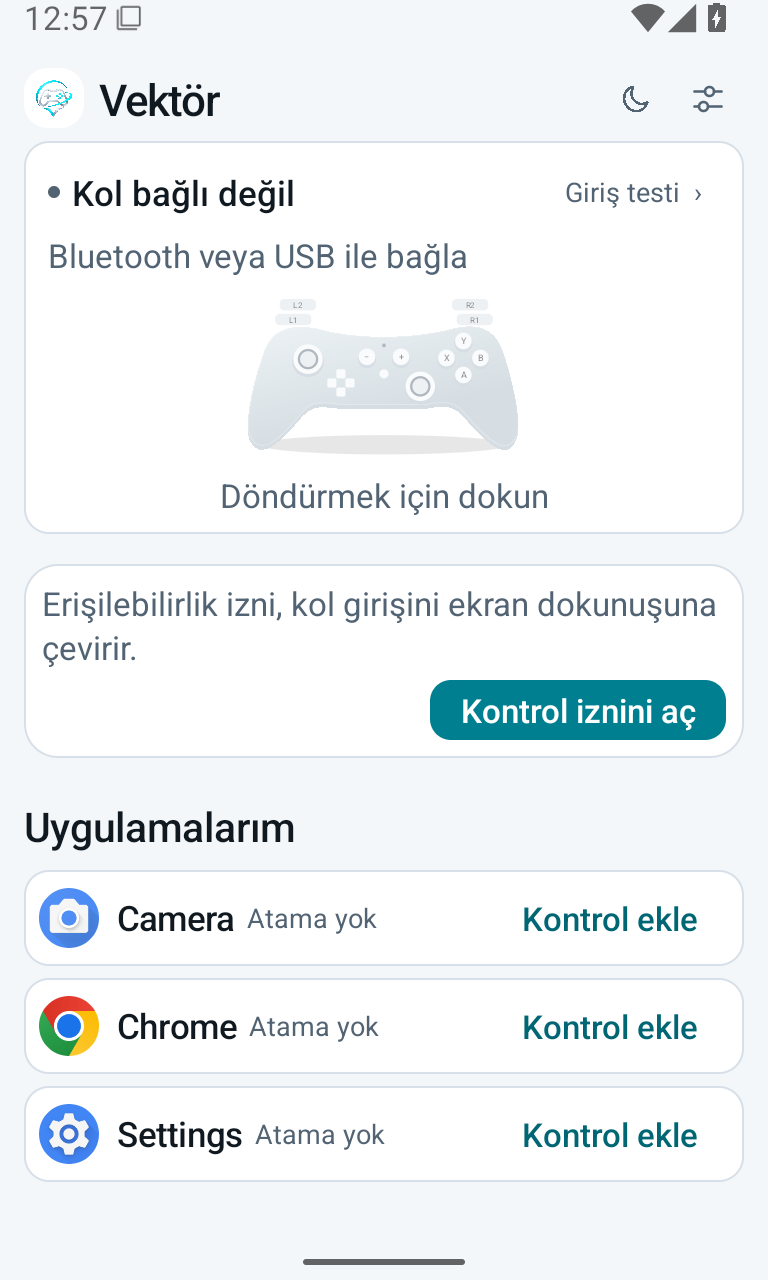 12:57
Vektör
Kol bağlı değil
Giriş testi ›
Bluetooth veya USB ile bağla
L2 R2
L1 R1
Y
X B
A
Döndürmek için dokun
Erişilebilirlik izni, kol girişini ekran dokunuşuna
çevirir.
Kontrol iznini aç
Uygulamalarım
Camera Atama yok Kontrol ekle
Chrome Atama yok Kontrol ekle
Settings Atama yok Kontrol ekle